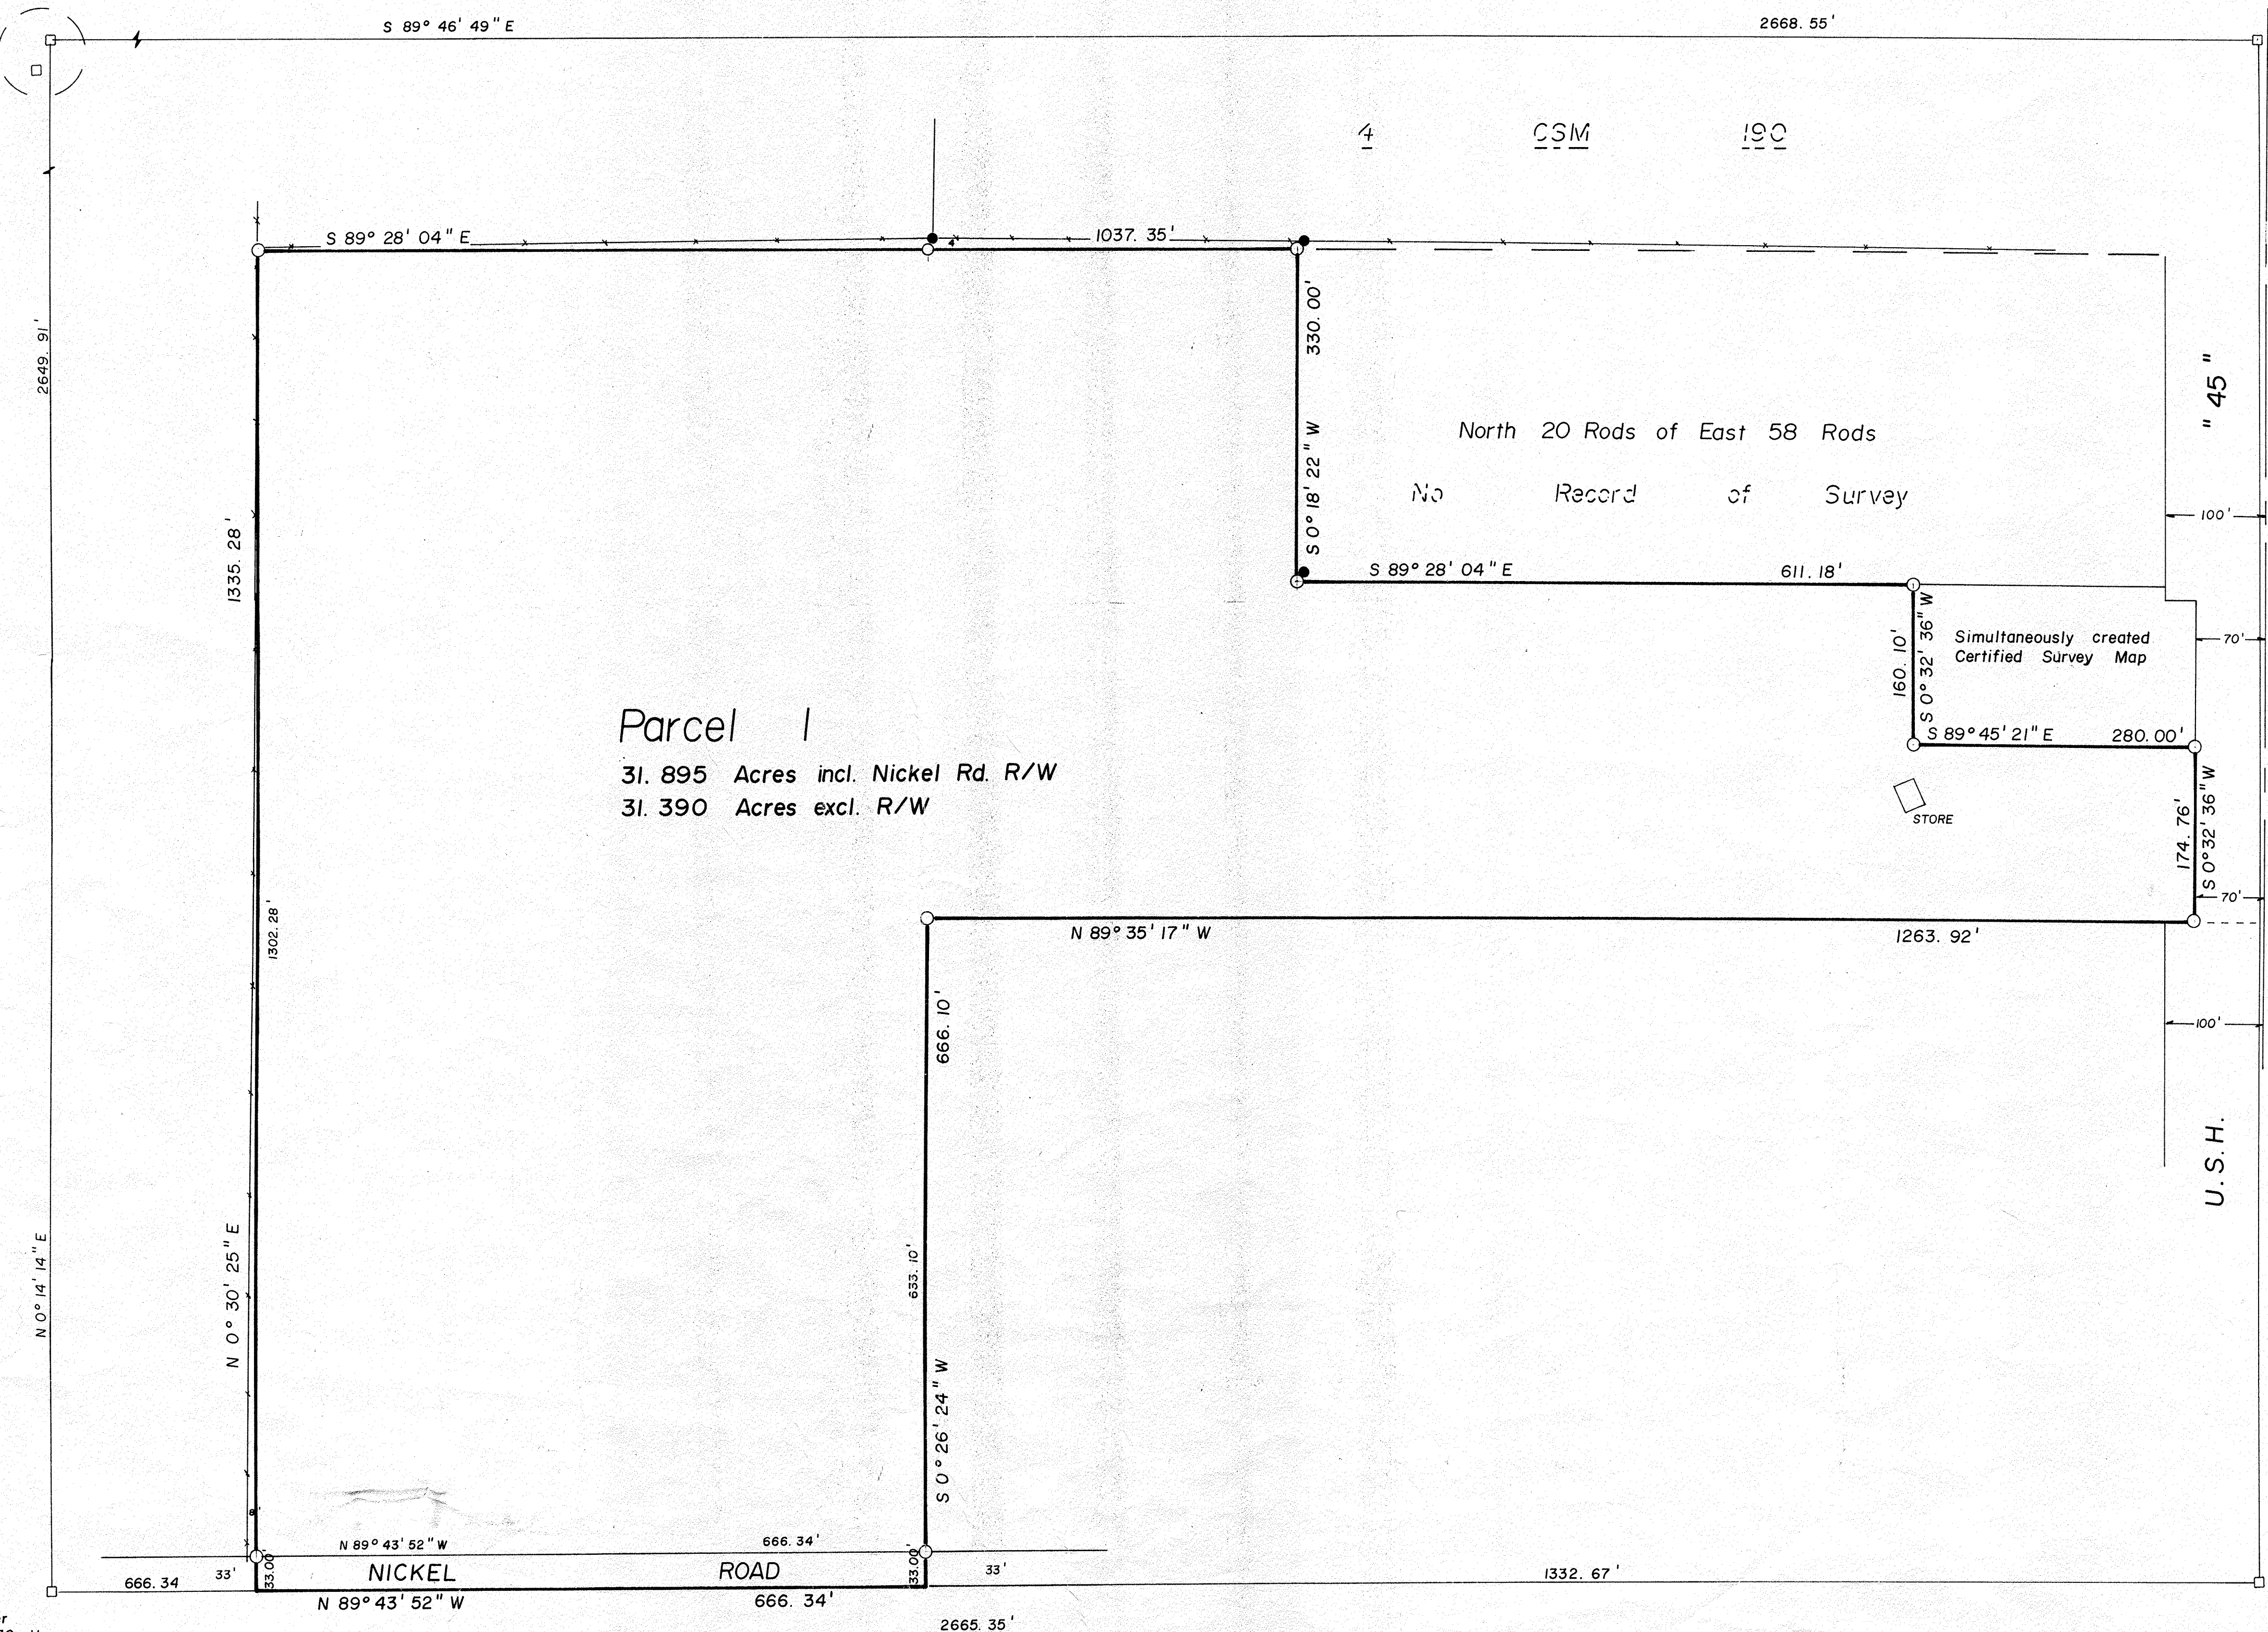 S 89° 46' 49" E
2668. 55'
4 CSM 190
S 89° 28' 04" E
4'
1037. 35'
2649. 91'
330. 00'
" 45 "
North 20 Rods of East 58 Rods
No Record of Survey
S 0° 18' 22" W
100'
1335. 28'
S 89° 28' 04" E
611. 18'
160. 10'
S 0° 32' 36" W
Simultaneously created
Certified Survey Map
70'
Parcel 1
S 89° 45' 21" E
280. 00'
31. 895 Acres incl. Nickel Rd. R/W
31. 390 Acres excl. R/W
STORE
174. 76'
S 0° 32' 36" W
70'
1302. 28'
N 89° 35' 17" W
1263. 92'
666. 10'
100'
U. S. H.
N 0° 14' 14" E
N 0° 30' 25" E
633. 10'
S 0° 26' 24" W
8'
N 89° 43' 52" W
666. 34'
666. 34
33'
33.00'
NICKEL ROAD
33.00'
33'
1332. 67'
N 89° 43' 52" W
666. 34'
2665. 35'